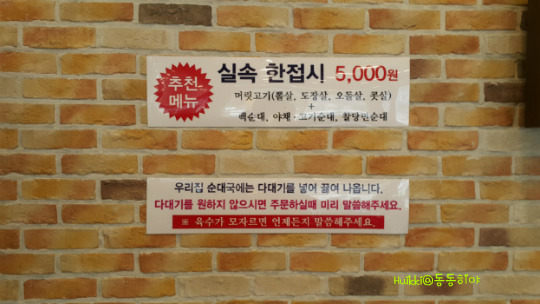 추천
메뉴
실속 한접시 5,000원
머릿고기(볼살, 도장살, 오돌살, 콧살)
+
백순대, 야채·고기순대, 찰당면순대
우리집 순대국에는 다대기를 넣어 끓여 나옵니다.
다대기를 원하지 않으시면 주문하실때 미리 말씀해주세요.
※ 육수가 모자르면 언제든지 말씀해주세요.
Huikki@동동히야